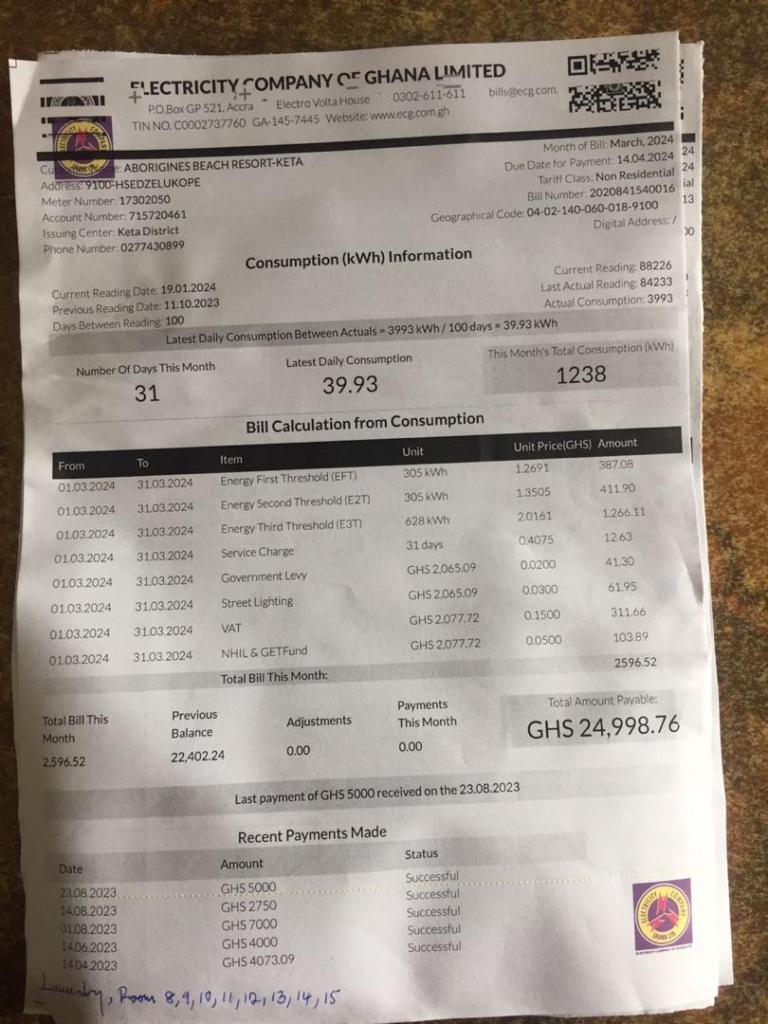 ELECTRICITY COMPANY OF GHANA LIMITED
P.O.Box GP 521, Accra Electro Volta House 0302-611-611 bills@ecg.com.
TIN NO. C0002737760 GA-145-7445 Website: www.ecg.com.gh
Month of Bill: March, 2024
Due Date for Payment: 14.04.2024
Tariff Class: Non Residential
Bill Number: 2020841540016
Geographical Code: 04-02-140-060-018-9100
Digital Address: /
Cu e: ABORIGINES BEACH RESORT-KETA
Address: 9100-HSEDZELUKOPE
Meter Number: 17302050
Account Number: 715720461
Issuing Center: Keta District
Phone Number: 0277430899
Consumption (kWh) Information
Current Reading Date: 19.01.2024
Previous Reading Date: 11.10.2023
Days Between Reading: 100
Current Reading: 88226
Last Actual Reading: 84233
Actual Consumption: 3993
Latest Daily Consumption Between Actuals = 3993 kWh / 100 days = 39.93 kWh
Number Of Days This Month
31
Latest Daily Consumption
39.93
This Month's Total Consumption (kWh)
1238
Bill Calculation from Consumption
From To Item Unit Unit Price(GHS) Amount
01.03.2024 31.03.2024 Energy First Threshold (EFT) 305 kWh 1.2691 387.08
01.03.2024 31.03.2024 Energy Second Threshold (E2T) 305 kWh 1.3505 411.90
01.03.2024 31.03.2024 Energy Third Threshold (E3T) 628 kWh 2.0161 1,266.11
01.03.2024 31.03.2024 Service Charge 31 days 0.4075 12.63
01.03.2024 31.03.2024 Government Levy GHS 2,065.09 0.0200 41.30
01.03.2024 31.03.2024 Street Lighting GHS 2,065.09 0.0300 61.95
01.03.2024 31.03.2024 VAT GHS 2,077.72 0.1500 311.66
01.03.2024 31.03.2024 NHIL & GETFund GHS 2,077.72 0.0500 103.89
Total Bill This Month: 2596.52
Total Bill This
Month
2,596.52
Previous
Balance
22,402.24
Adjustments
0.00
Payments
This Month
0.00
Total Amount Payable:
GHS 24,998.76
Last payment of GHS 5000 received on the 23.08.2023
Recent Payments Made
Date Amount Status
23.08.2023 GHS 5000 Successful
14.08.2023 GHS 2750 Successful
01.08.2023 GHS 7000 Successful
14.06.2023 GHS 4000 Successful
14.04.2023 GHS 4073.09 Successful
ELECTRICITY COMPANY
GHANA LTD
Laundry, Room 8,9,10,11,12,13,14,15